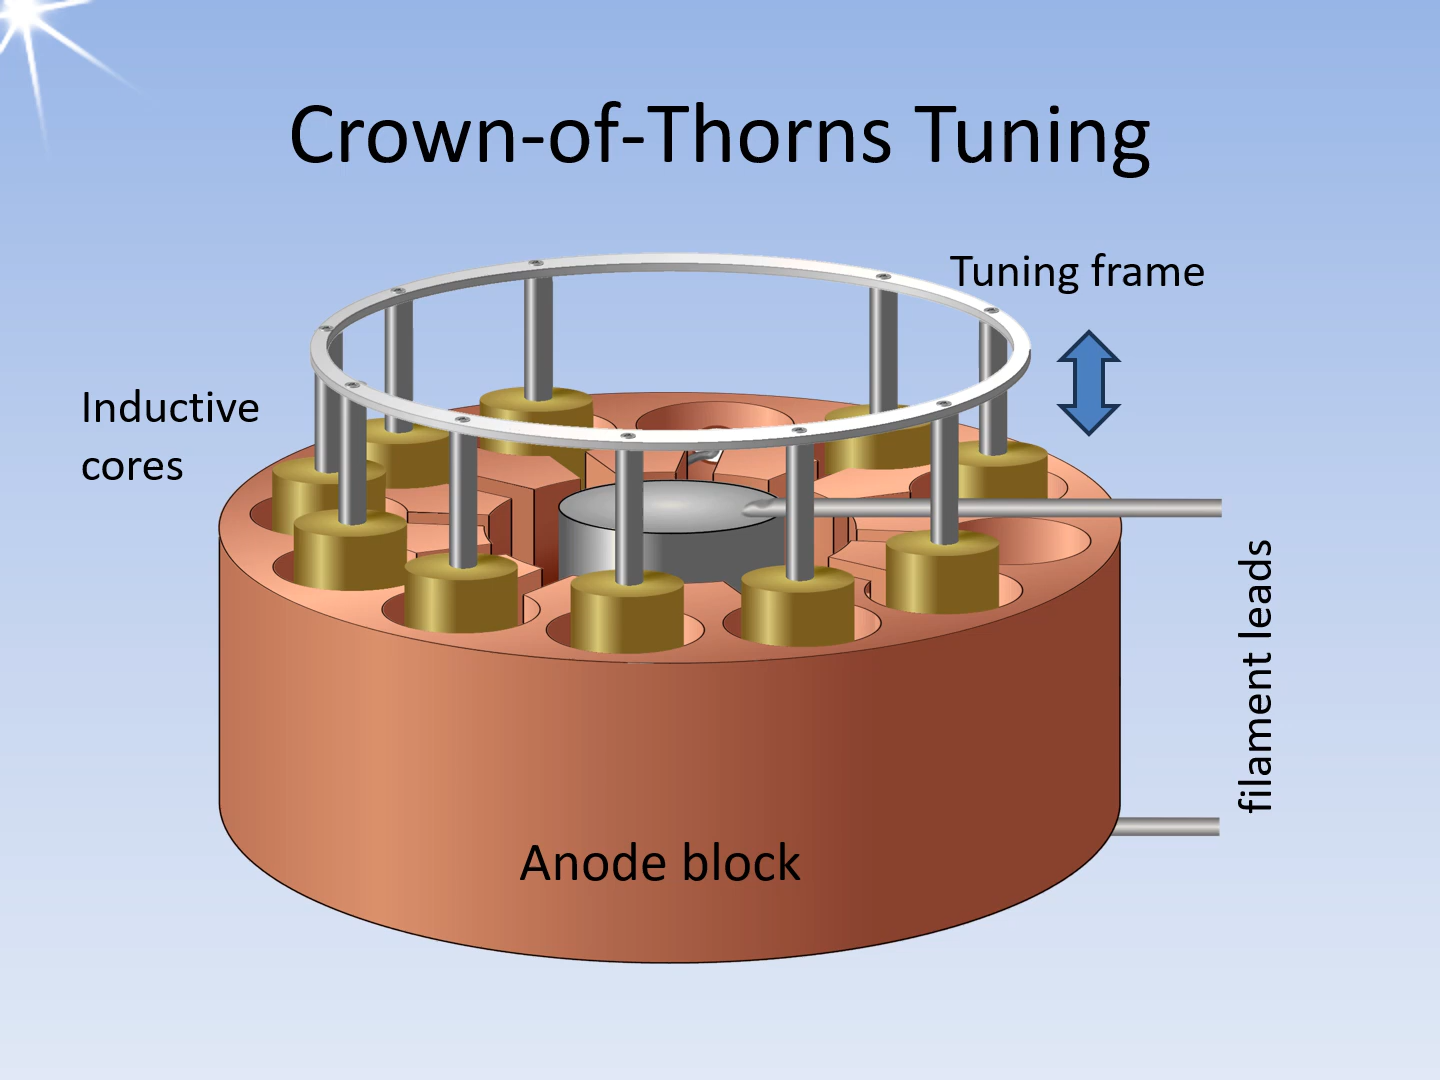 Crown-of-Thorns Tuning
Tuning frame
Inductive
cores
filament leads
Anode block